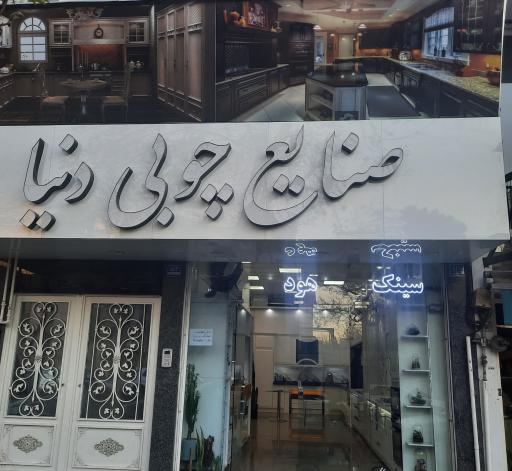 صنایع چوبی دنیا
سینک هود